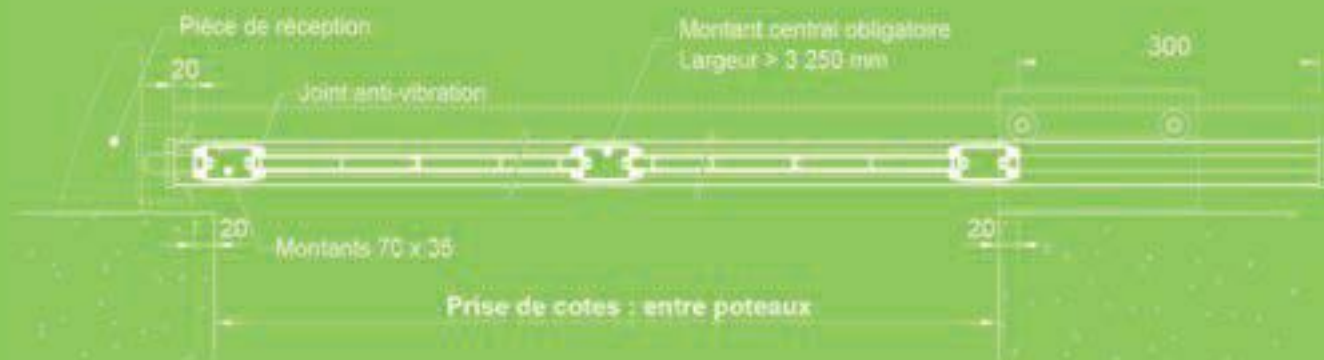 Pièce de réception
Montant central obligatoire
Largeur > 3 250 mm
300
20
Joint anti-vibration
20
20
Montants 70 x 35
Prise de cotes : entre poteaux